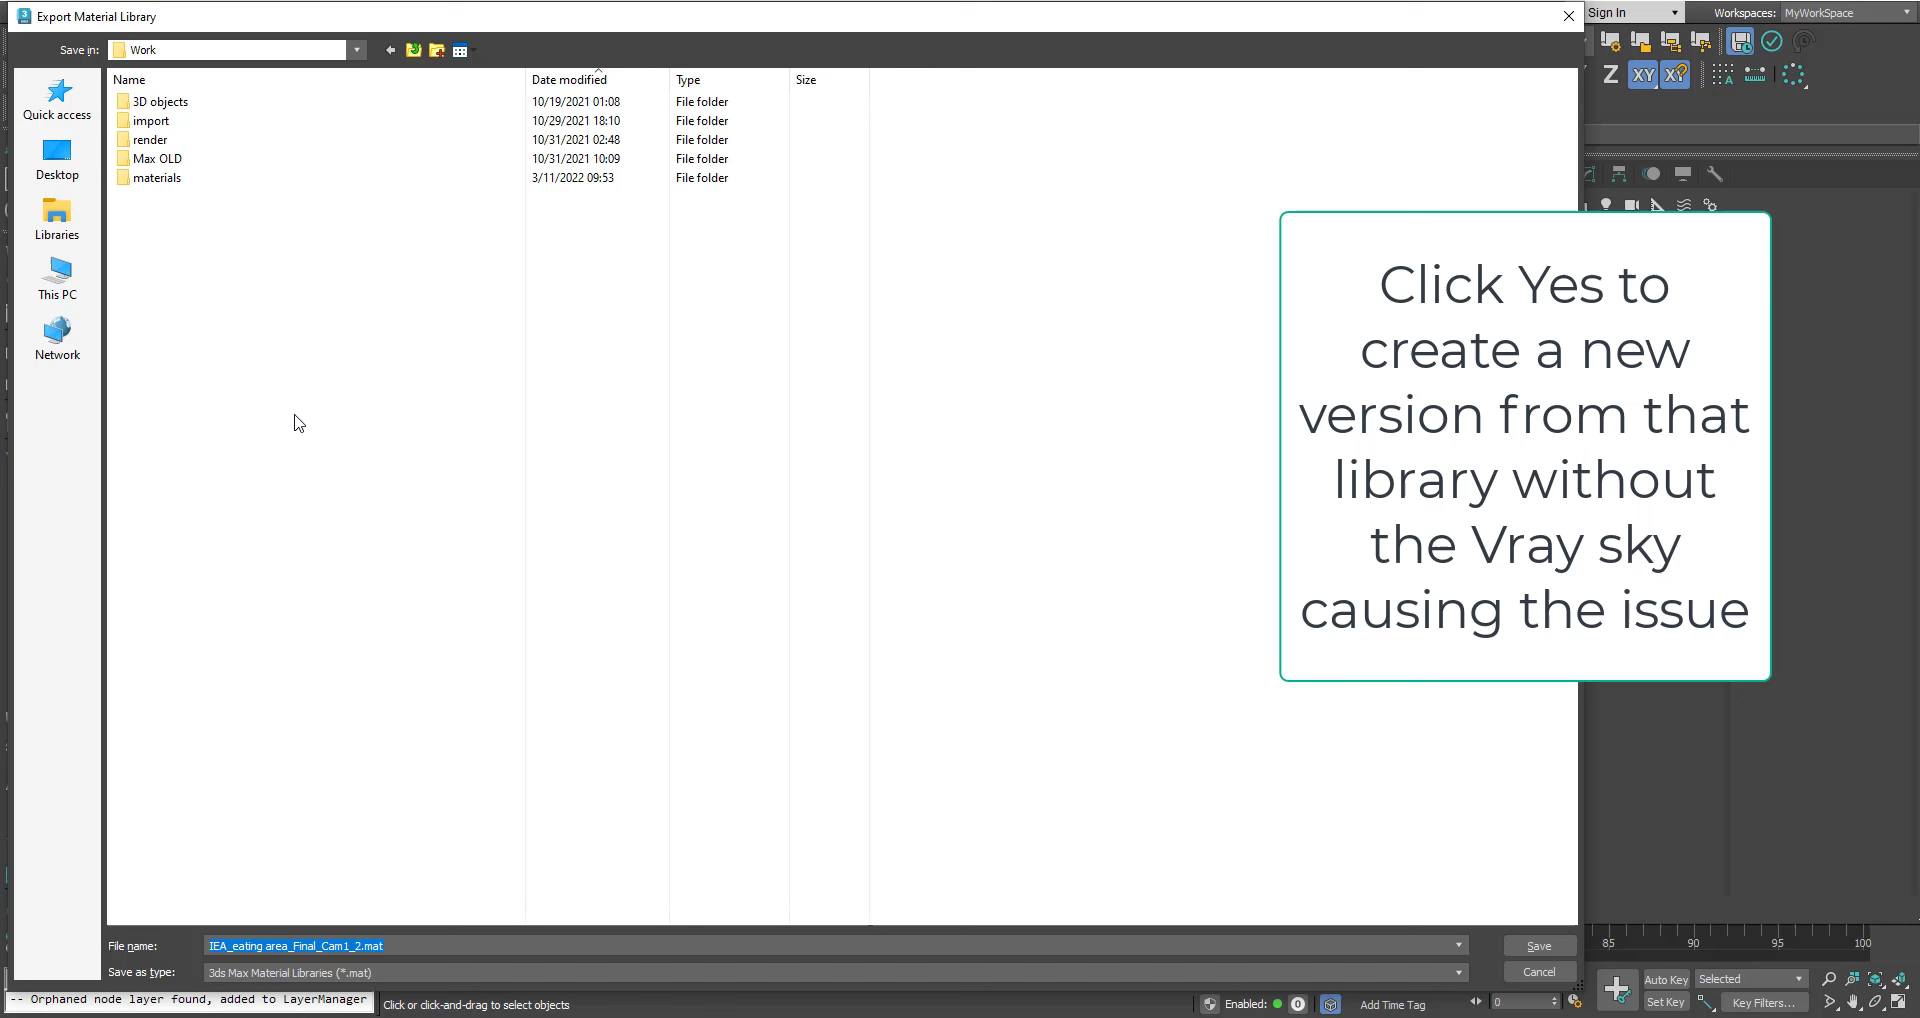 Export Material Library
Sign In
Workspaces: MyWorkSpace
Save in: Work
Z XY X?
Name Date modified Type Size
3D objects 10/19/2021 01:08 File folder
import 10/29/2021 18:10 File folder
render 10/31/2021 02:48 File folder
Max OLD 10/31/2021 10:09 File folder
materials 3/11/2022 09:53 File folder
Quick access
Desktop
Libraries
This PC
Network
Click Yes to
create a new
version from that
library without
the Vray sky
causing the issue
File name: IEA_eating area_Final_Cam1_2.mat Save
Save as type: 3ds Max Material Libraries (*.mat) Cancel
85 90 95 100
Auto Key Selected
Set Key Key Filters...
-- Orphaned node layer found, added to LayerManager
Click or click-and-drag to select objects
Enabled: 0
Add Time Tag
0